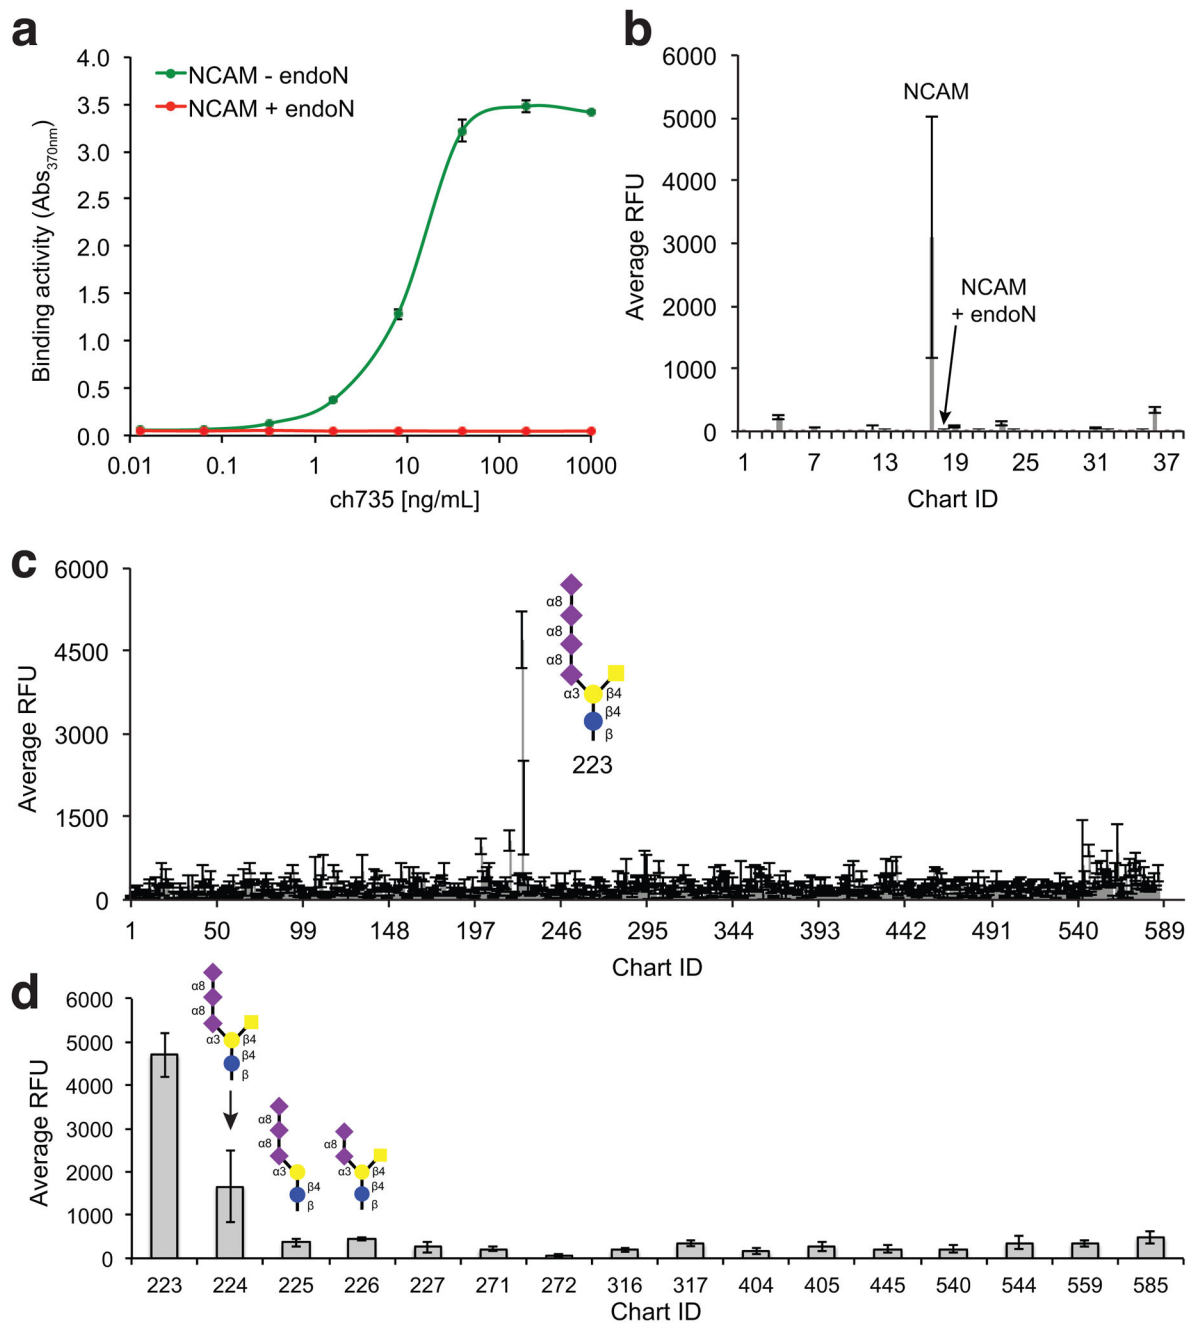 a
4.0
3.5
3.0
2.5
2.0
1.5
1.0
0.5
0.0
Binding activity (Abs370nm)
NCAM - endoN
NCAM + endoN
0.01
0.1
1
10
100
1000
ch735 [ng/mL]
b
6000
5000
4000
3000
2000
1000
0
Average RFU
NCAM
NCAM
+ endoN
1
7
13
19
25
31
37
Chart ID
c
6000
4500
3000
1500
0
Average RFU
α8
α8
α8
α3
β4
β4
β
223
1
50
99
148
197
246
295
344
393
442
491
540
589
Chart ID
d
6000
5000
4000
3000
2000
1000
0
Average RFU
α8
α8
α3
β4
β4
β
α8
α8
α3
β4
β
α8
α3
β4
β4
β
223
224
225
226
227
271
272
316
317
404
405
445
540
544
559
585
Chart ID